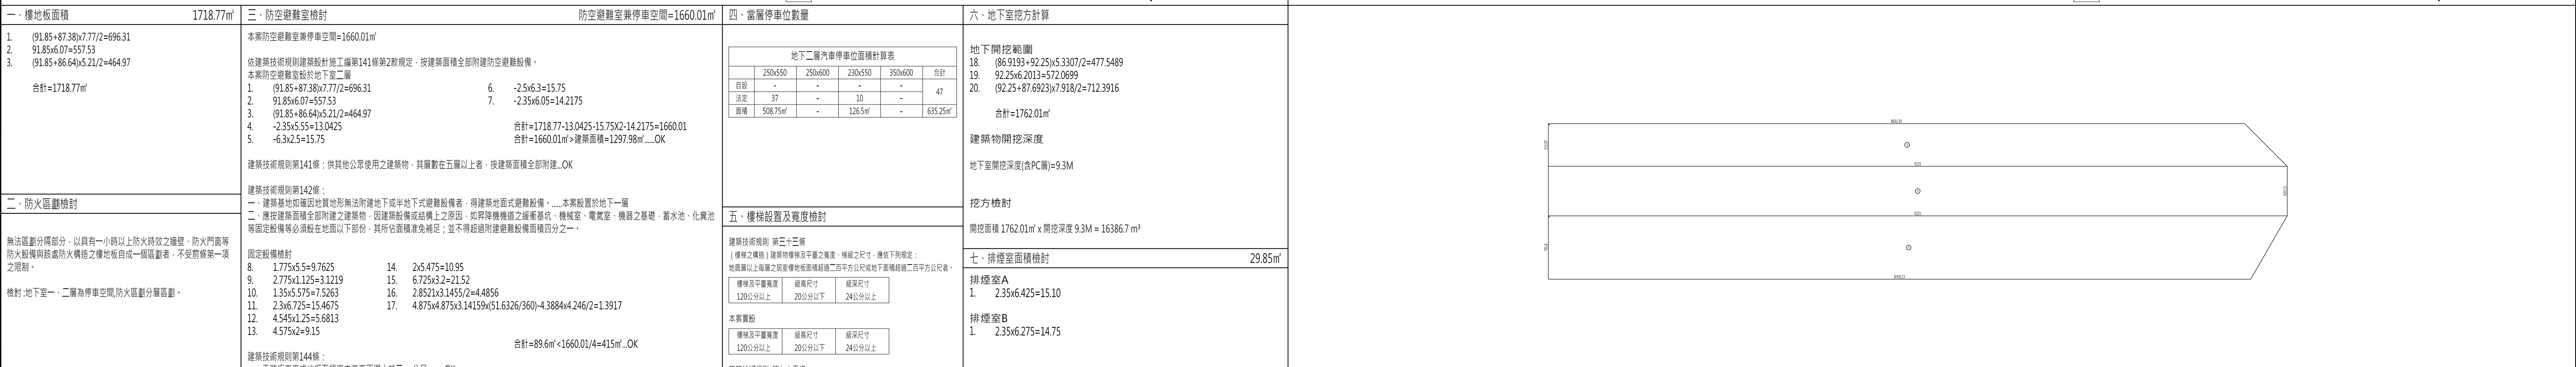 一、樓地板面積 1718.77㎡
1. (91.85+87.38)x7.77/2=696.31
2. 91.85x6.07=557.53
3. (91.85+86.64)x5.21/2=464.97
合計=1718.77㎡
二、防火區劃檢討
無法區劃分隔部分，以具有一小時以上防火時效之牆壁、防火門窗等
防火設備與該處防火構造之樓地板自成一個區劃者，不受前條第一項
之限制。
檢討:地下室一、二層為停車空間,防火區劃分層區劃。
三、防空避難室檢討 防空避難室兼停車空間=1660.01㎡
本案防空避難室兼停車空間=1660.01㎡
依建築技術規則建築設計施工編第141條第2款規定，按建築面積全部附建防空避難設備。
本案防空避難室設於地下室二層
1. (91.85+87.38)x7.77/2=696.31
2. 91.85x6.07=557.53
3. (91.85+86.64)x5.21/2=464.97
4. -2.35x5.55=13.0425
5. -6.3x2.5=15.75
6. -2.5x6.3=15.75
7. -2.35x6.05=14.2175
合計=1718.77-13.0425-15.75X2-14.2175=1660.01
合計=1660.01㎡>建築面積=1297.98㎡.....OK
建築技術規則第141條：供其他公眾使用之建築物，其層數在五層以上者，按建築面積全部附建...OK
建築技術規則第142條：
一、建築基地如確因地質地形無法附建地下或半地下式避難設備者，得建築地面式避難設備。.....本案設置於地下一層
二、應按建築面積全部附建之建築物，因建築設備或結構上之原因，如昇降機機道之緩衝基坑、機械室、電氣室、機器之基礎，蓄水池、化糞池
等固定設備等必須設在地面以下部份，其所佔面積准免補足；並不得超過附建避難設備面積四分之一。
固定設備檢討
8. 1.775x5.5=9.7625
9. 2.775x1.125=3.1219
10. 1.35x5.575=7.5263
11. 2.3x6.725=15.4675
12. 4.545x1.25=5.6813
13. 4.575x2=9.15
14. 2x5.475=10.95
15. 6.725x3.2=21.52
16. 2.8521x3.1455/2=4.4856
17. 4.875x4.875x3.14159x(51.6326/360)-4.3884x4.246/2=1.3917
合計=89.6㎡<1660.01/4=415㎡...OK
建築技術規則第144條：
四、當層停車位數量
地下二層汽車停車位面積計算表
250x550 250x600 230x550 350x600 合計
自設 - - - - 47
法定 37 - 10 -
面積 508.75㎡ - 126.5㎡ - 635.25㎡
五、樓梯設置及寬度檢討
建築技術規則 第三十三條
（樓梯之構造）建築物樓梯及平臺之寬度、梯級之尺寸，應依下列規定：
地面層以上每層之居室樓地板面積超過二百平方公尺或地下面積超過二百平方公尺者。
樓梯及平臺寬度 級高尺寸 級深尺寸
120公分以上 20公分以下 24公分以上
本案實設
樓梯及平臺寬度 級高尺寸 級深尺寸
120公分以上 20公分以下 24公分以上
六、地下室挖方計算
地下開挖範圍
18. (86.9193+92.25)x5.3307/2=477.5489
19. 92.25x6.2013=572.0699
20. (92.25+87.6923)x7.918/2=712.3916
合計=1762.01㎡
建築物開挖深度
地下室開挖深度(含PC層)=9.3M
挖方檢討
開挖面積 1762.01㎡ x 開挖深度 9.3M = 16386.7 m³
七、排煙室面積檢討 29.85㎡
排煙室A
1. 2.35x6.425=15.10
排煙室B
1. 2.35x6.275=14.75
9225
9225